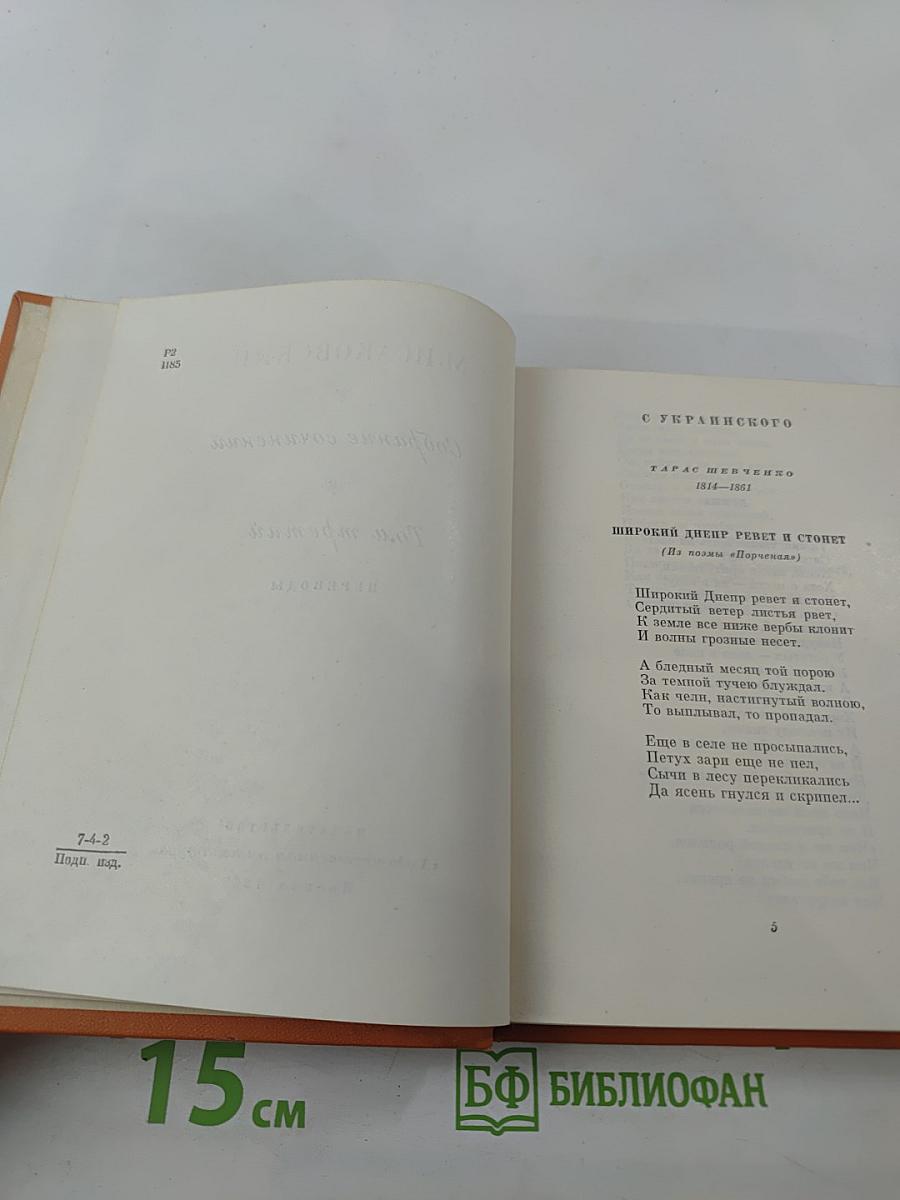 Р2
1185
7-4-2
Подп. изд.
С УКРАИНСКОГО
ТАРАС ШЕВЧЕНКО
1814—1861
ШИРОКИЙ ДНЕПР РЕВЕТ И СТОНЕТ
(Из поэмы «Порченая»)
Широкий Днепр ревет и стонет,
Сердитый ветер листья рвет,
К земле все ниже вербы клонит
И волны грозные несет.
А бледный месяц той порою
За темной тучею блуждал.
Как челн, настигнутый волною,
То выплывал, то пропадал.
Еще в селе не просыпались,
Петух зари еще не пел,
Сычи в лесу перекликались
Да ясень гнулся и скрипел...
5
15 см
БФ БИБЛИОФАН